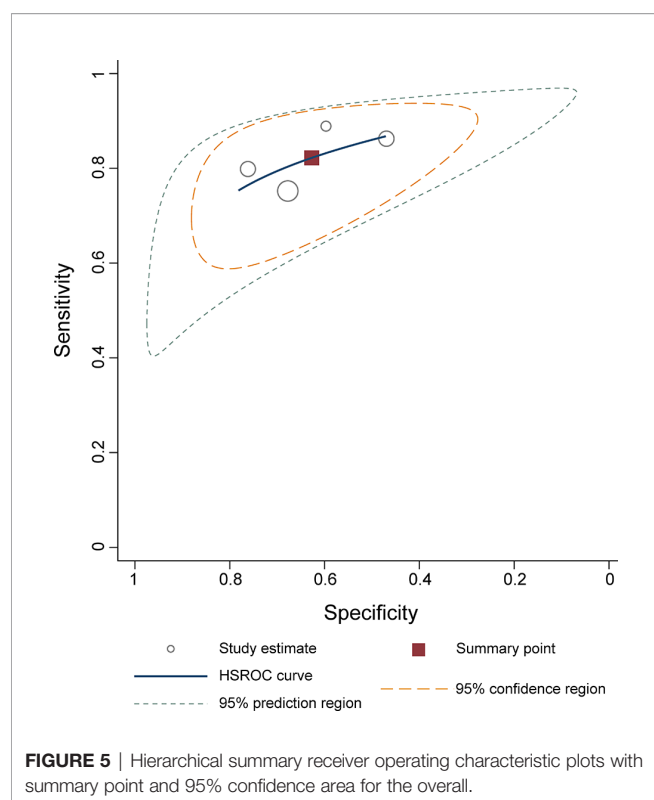 1
0.8
0.6
0.4
0.2
0
Sensitivity
1 0.8 0.6 0.4 0.2 0
Specificity
Study estimate Summary point
HSROC curve
95% confidence region
95% prediction region
FIGURE 5 | Hierarchical summary receiver operating characteristic plots with
summary point and 95% confidence area for the overall.